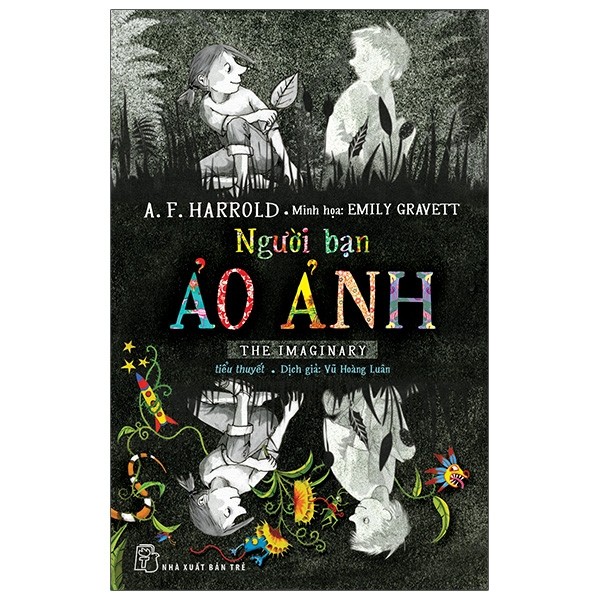 A. F. HARROLD • Minh họa: EMILY GRAVETT
Người bạn
ẢO ẢNH
THE IMAGINARY
tiểu thuyết • Dịch giả: Vũ Hoàng Luân
NHÀ XUẤT BẢN TRẺ